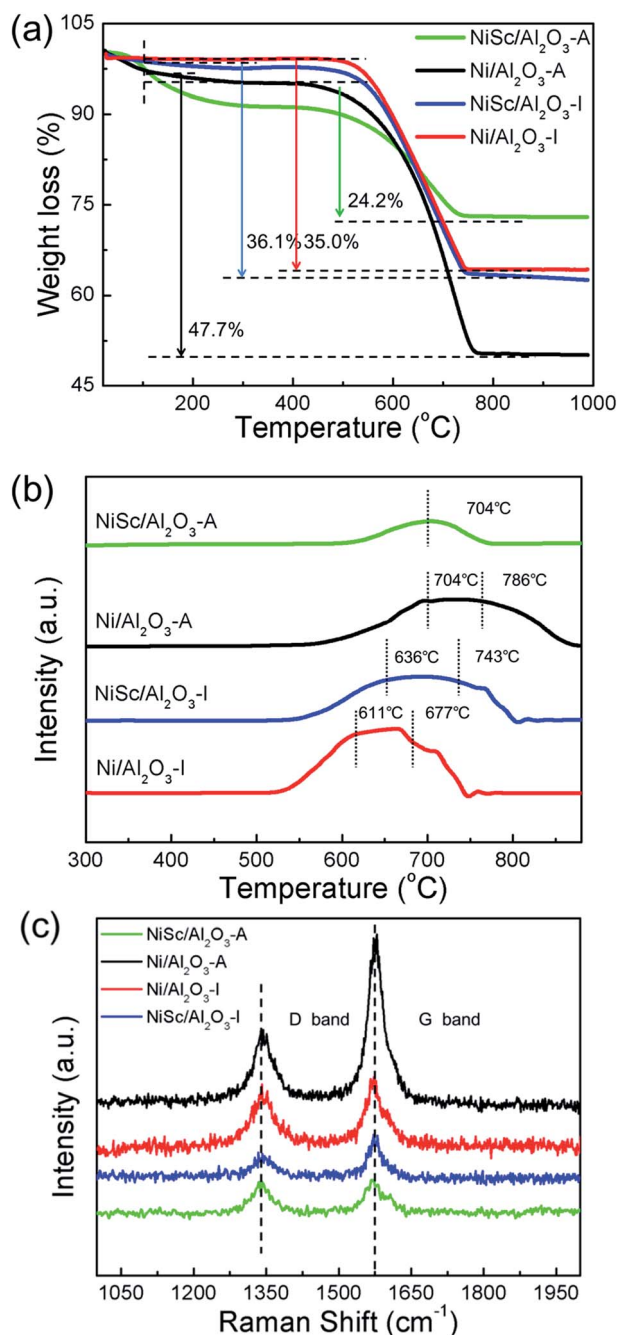 (a)
105
90
75
60
45
Weight loss (%)
NiSc/Al₂O₃-A
Ni/Al₂O₃-A
NiSc/Al₂O₃-I
Ni/Al₂O₃-I
24.2%
36.1%
35.0%
47.7%
200 400 600 800 1000
Temperature (°C)
(b)
Intensity (a.u.)
NiSc/Al₂O₃-A
704℃
Ni/Al₂O₃-A
704℃ 786℃
NiSc/Al₂O₃-I
636℃ 743℃
Ni/Al₂O₃-I
611℃ 677℃
300 400 500 600 700 800
Temperature (°C)
(c)
Intensity (a.u.)
NiSc/Al₂O₃-A
Ni/Al₂O₃-A
Ni/Al₂O₃-I
NiSc/Al₂O₃-I
D band G band
1050 1200 1350 1500 1650 1800 1950
Raman Shift (cm⁻¹)